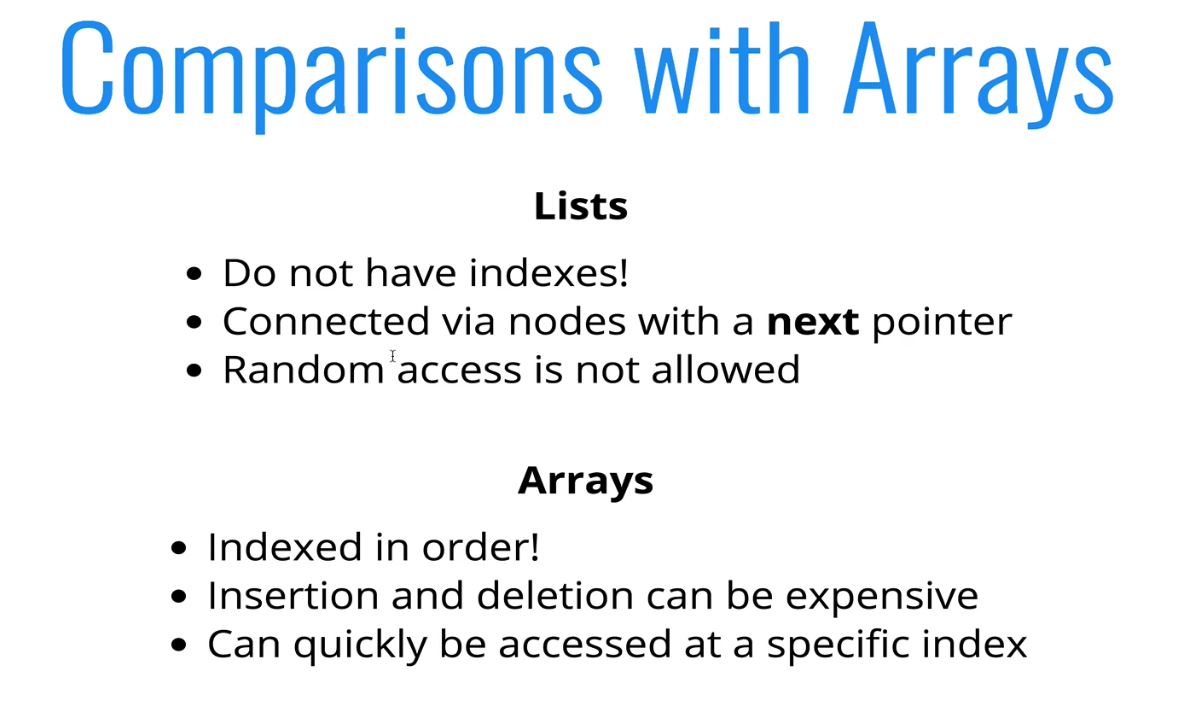 Comparisons with Arrays
Lists
• Do not have indexes!
• Connected via nodes with a next pointer
• Random access is not allowed
Arrays
• Indexed in order!
• Insertion and deletion can be expensive
• Can quickly be accessed at a specific index